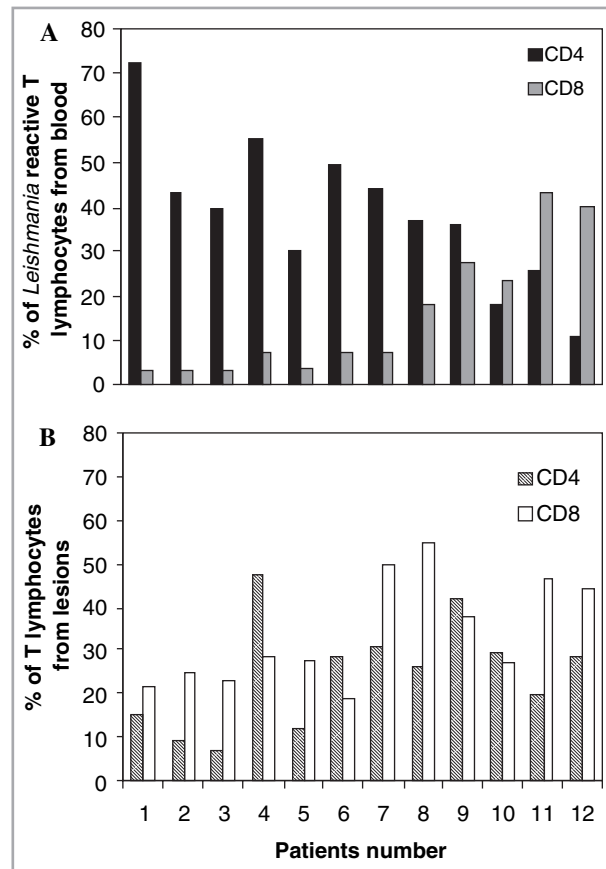 A
% of Leishmania reactive T
lymphocytes from blood
80
70
60
50
40
30
20
10
0
CD4
CD8
B
% of T lymphocytes
from lesions
80
70
60
50
40
30
20
10
0
CD4
CD8
1 2 3 4 5 6 7 8 9 10 11 12
Patients number